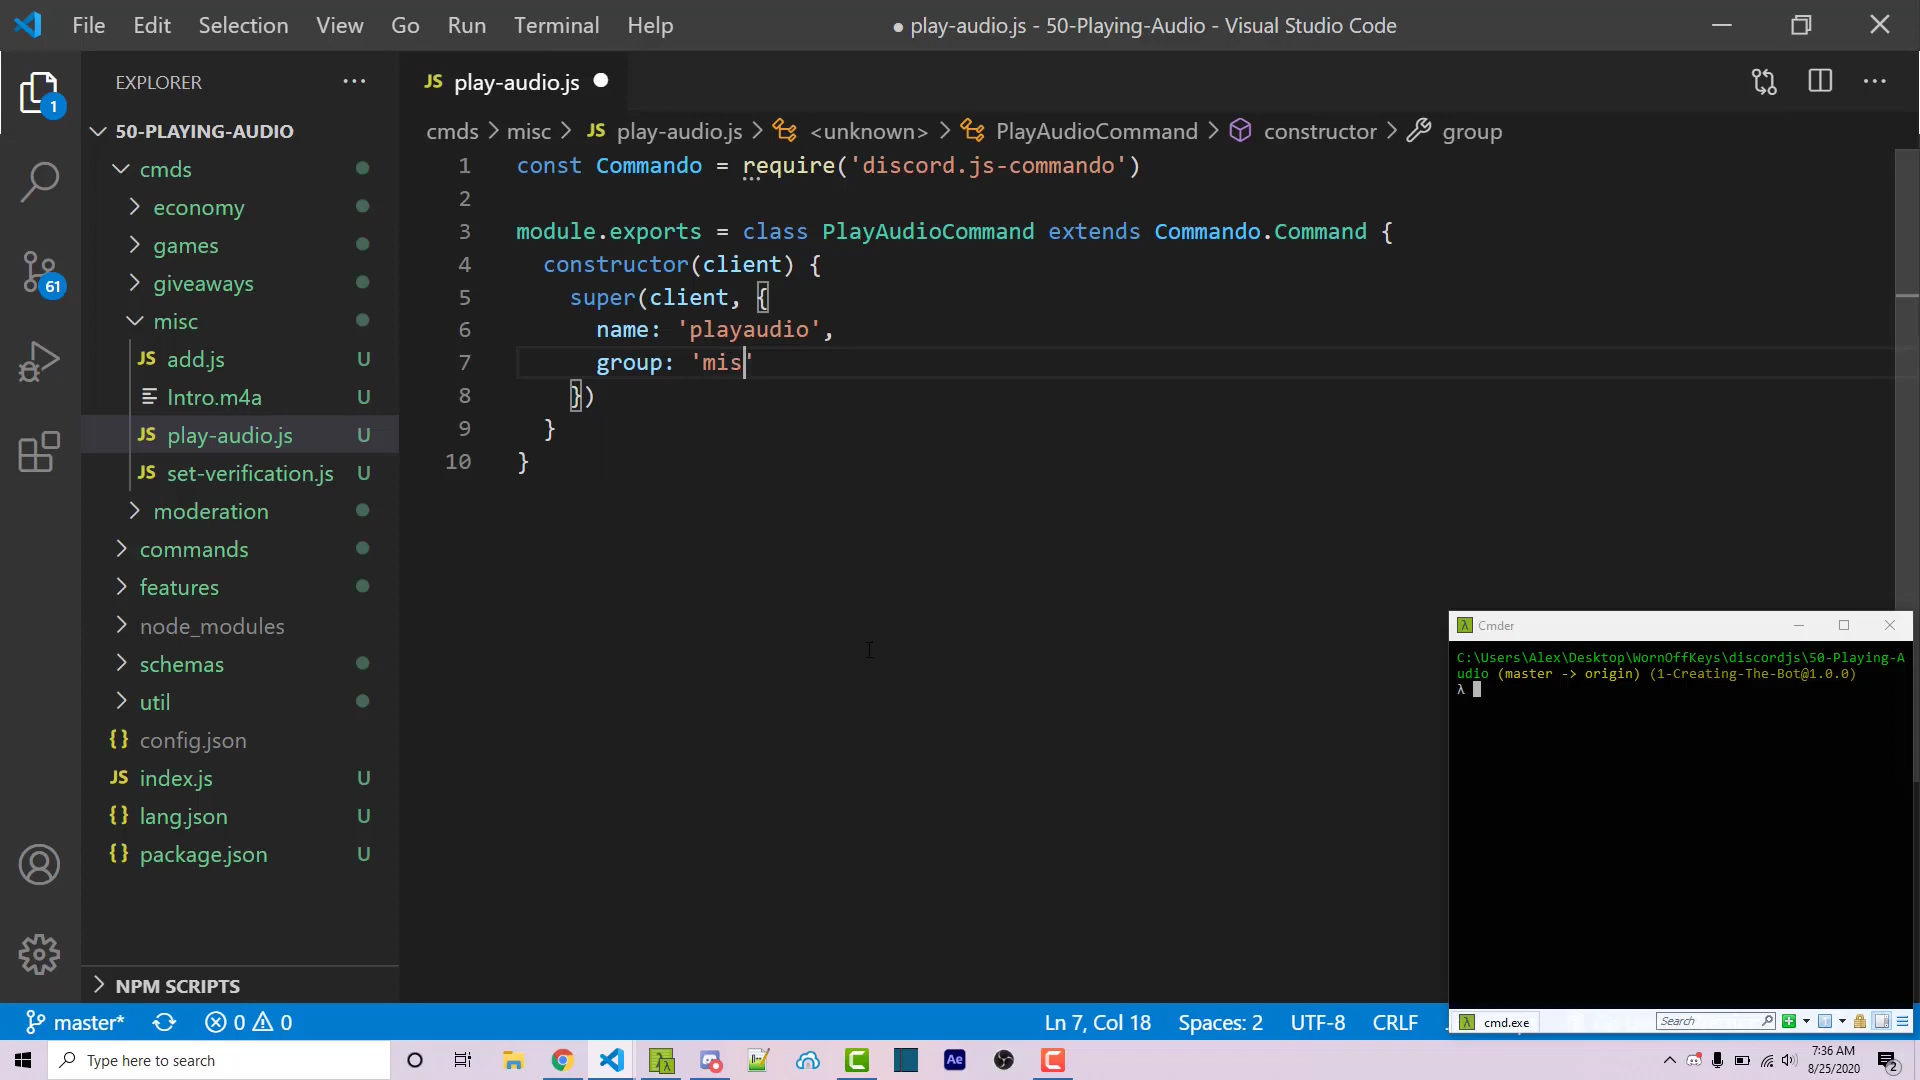 File Edit Selection View Go Run Terminal Help ● play-audio.js - 50-Playing-Audio - Visual Studio Code
EXPLORER ···
JS play-audio.js
1
50-PLAYING-AUDIO
cmds > misc > JS play-audio.js > <unknown> > PlayAudioCommand > constructor > group
cmds
economy
games
giveaways
misc
JS add.js U
Intro.m4a U
JS play-audio.js U
JS set-verification.js U
moderation
commands
features
node_modules
schemas
util
{} config.json
JS index.js U
{} lang.json U
{} package.json U
NPM SCRIPTS
61
1 const Commando = require('discord.js-commando')
2
3 module.exports = class PlayAudioCommand extends Commando.Command {
4 constructor(client) {
5 super(client, {
6 name: 'playaudio',
7 group: 'mis'
8 })
9 }
10 }
λ Cmder
C:\Users\Alex\Desktop\WornOffKeys\discordjs\50-Playing-A
udio (master -> origin) (1-Creating-The-Bot@1.0.0)
λ
λ cmd.exe Search
master* 0 0 Ln 7, Col 18 Spaces: 2 UTF-8 CRLF
Type here to search
Ae
7:36 AM
8/25/2020
2